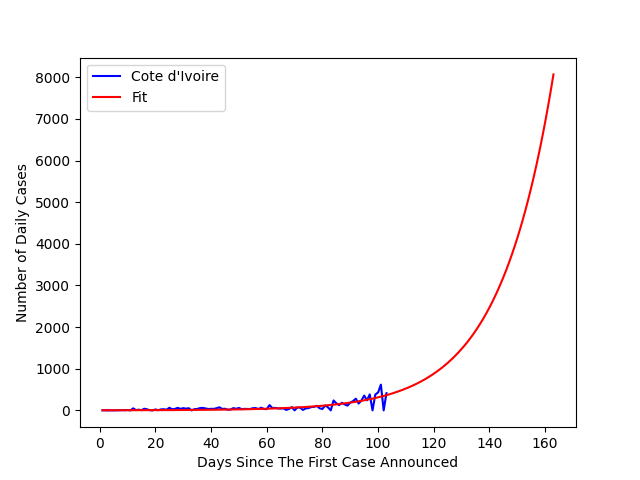 Cote d'Ivoire
Fit
8000
7000
6000
5000
4000
3000
2000
1000
0
Number of Daily Cases
0 20 40 60 80 100 120 140 160
Days Since The First Case Announced